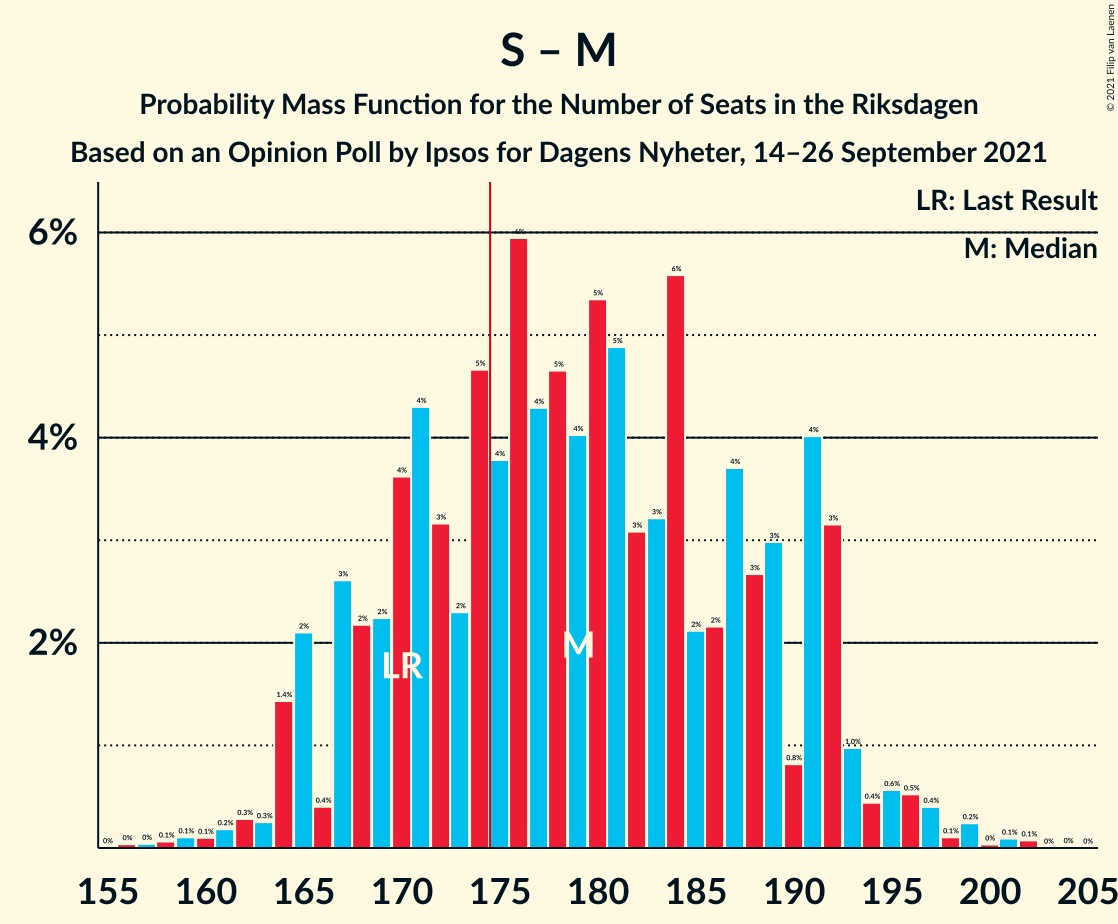 S – M
Probability Mass Function for the Number of Seats in the Riksdagen
Based on an Opinion Poll by Ipsos for Dagens Nyheter, 14–26 September 2021
© 2021 Filip van Laenen
LR: Last Result
M: Median
6%
4%
2%
0% 0% 0% 0.1% 0.1% 0.1% 0.2% 0.3% 0.3% 1.4% 2% 0.4% 3% 2% 2% 4% 4% 3% 2% 5% 4% 6% 4% 5% 4% 5% 5% 3% 3% 6% 2% 2% 4% 3% 3% 0.8% 4% 3% 1.0% 0.4% 0.6% 0.5% 0.4% 0.1% 0.2% 0% 0.1% 0.1% 0% 0% 0%
LR
M
155 160 165 170 175 180 185 190 195 200 205